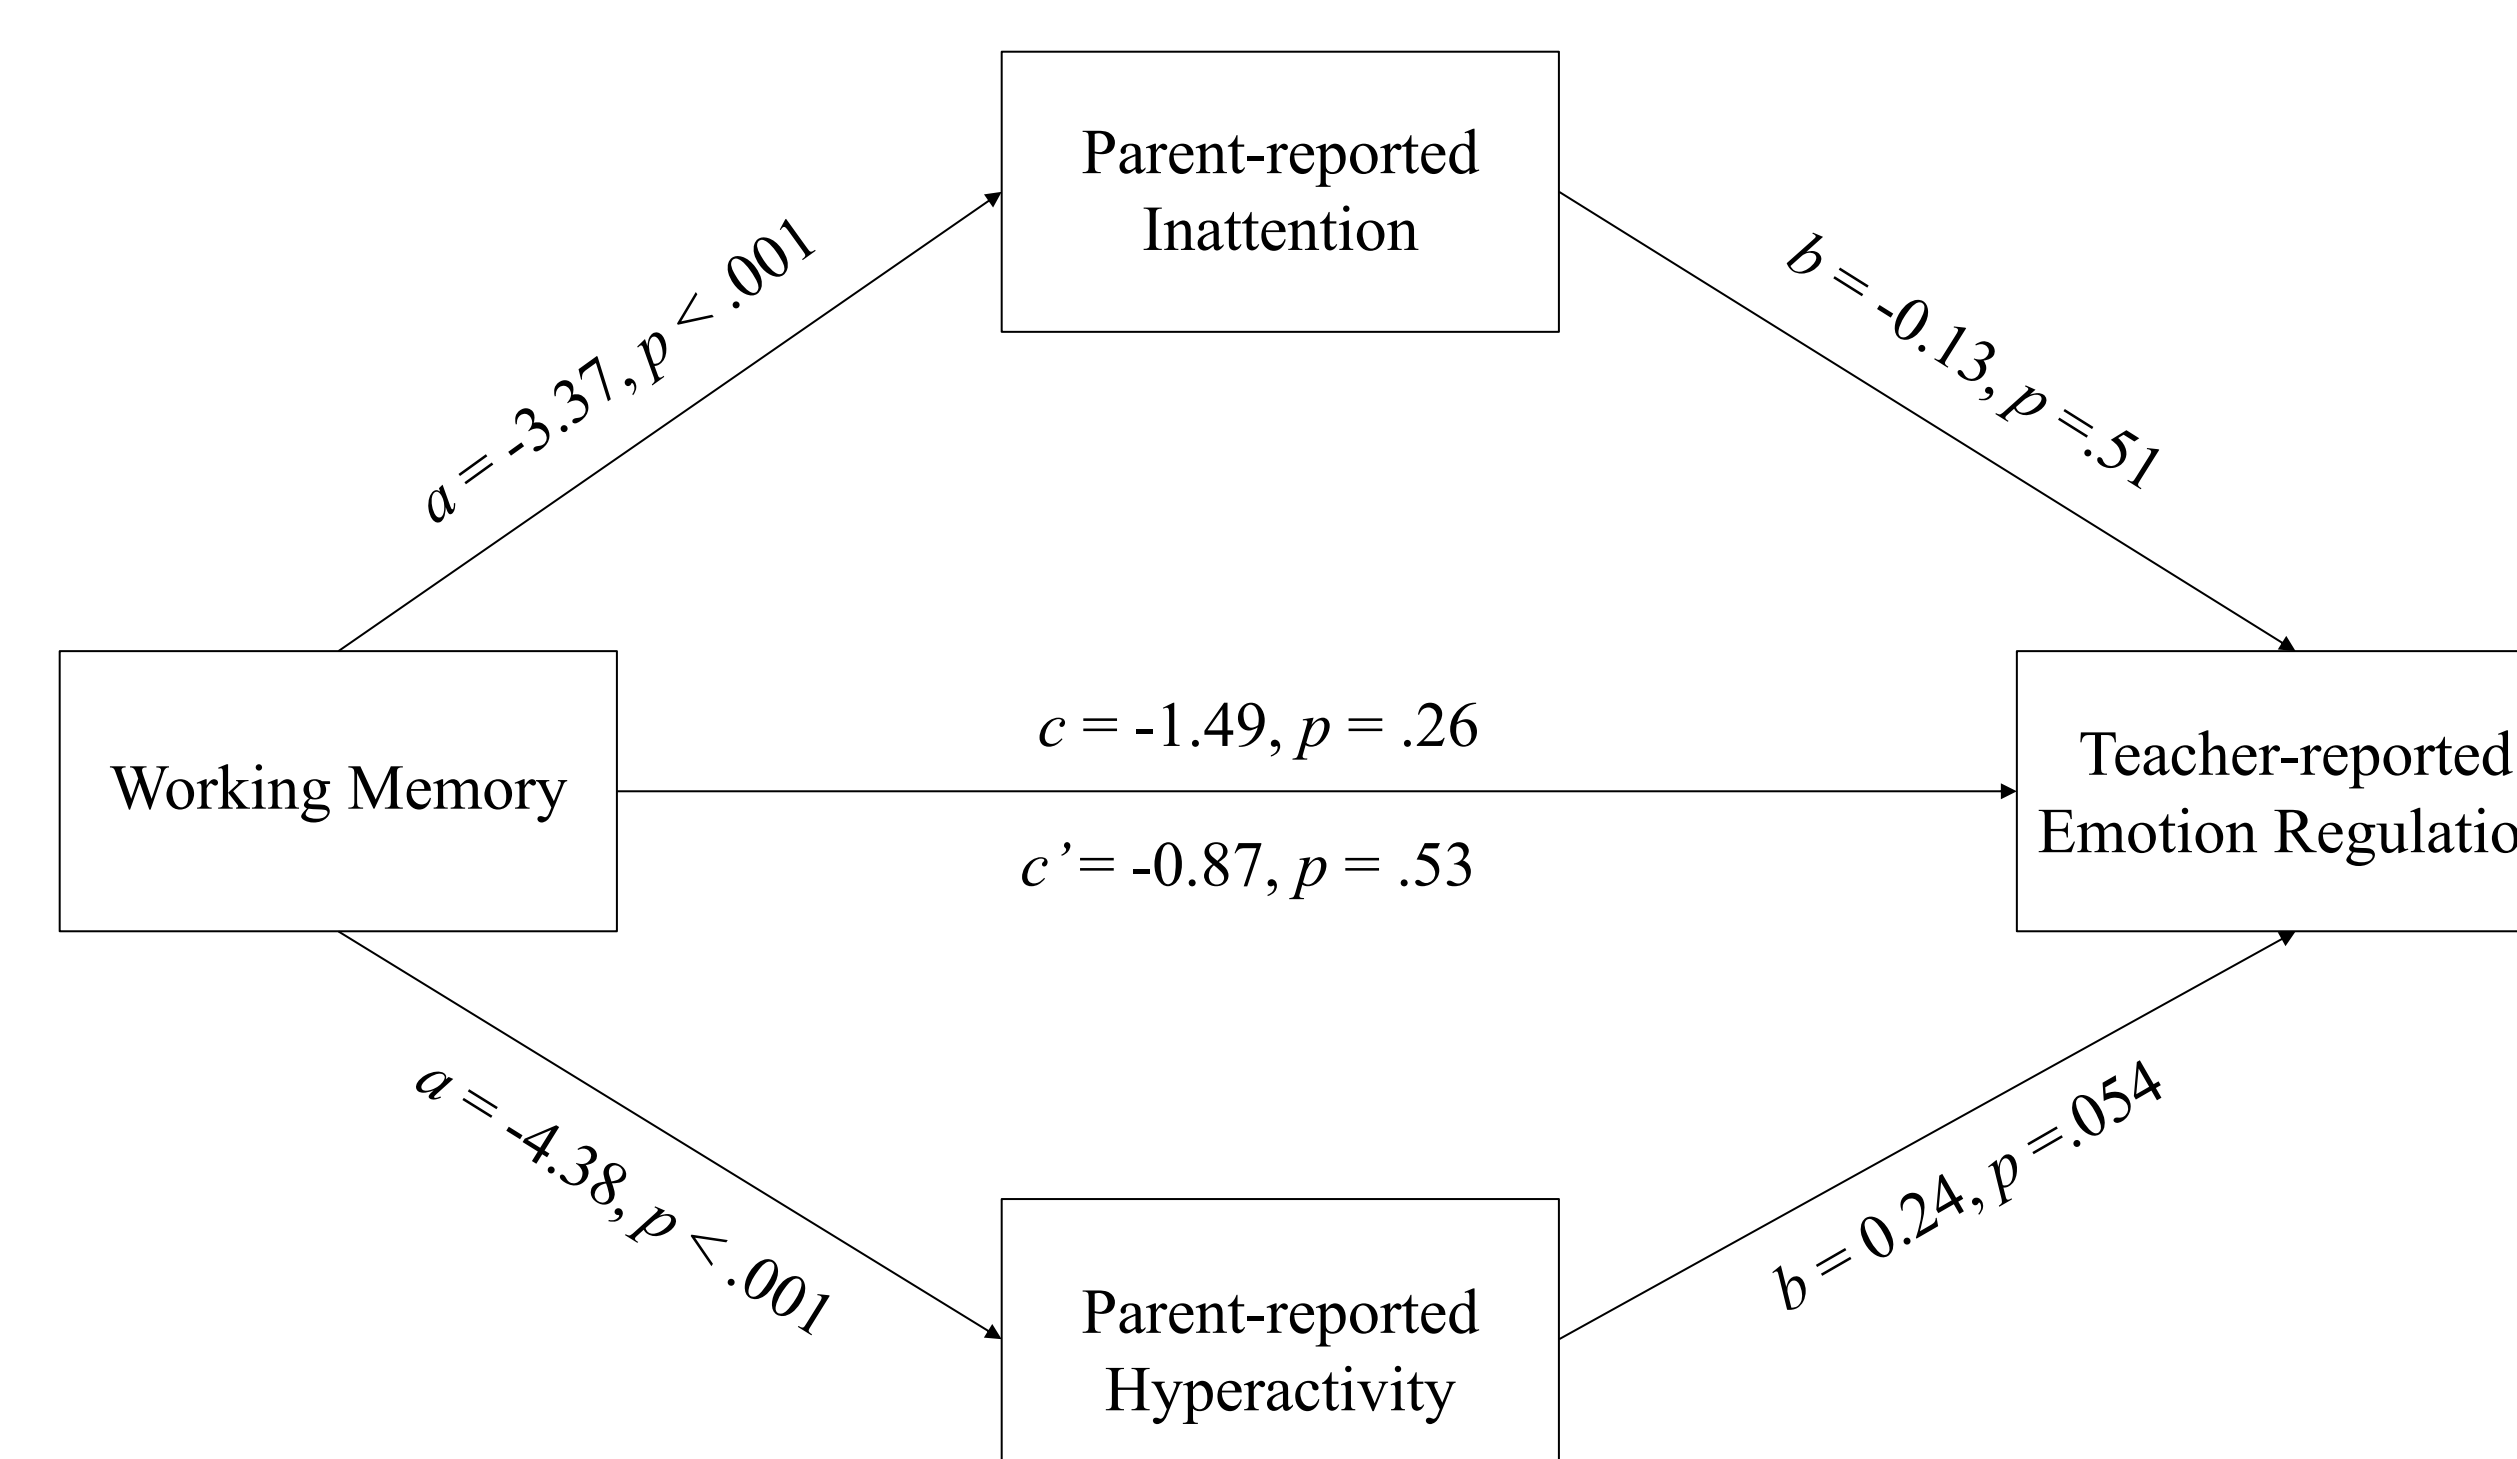 Parent-reported
Inattention
a = -3.37, p < .001
b = -0.13, p =.51
c = -1.49, p = .26
Working Memory
Teacher-reported
Emotion Regulatio
c’= -0.87, p = .53
a = -4.38, p < .001
b = 0.24, p =.054
Parent-reported
Hyperactivity